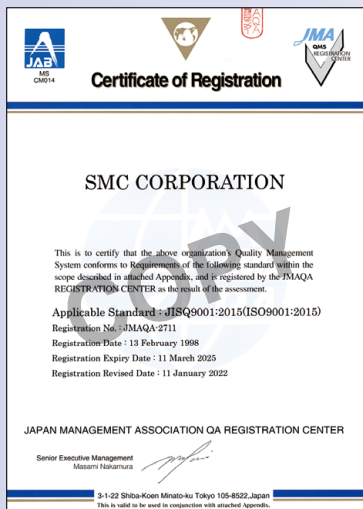 JAB
MS
CM014
JMA
QMS
REGISTRATION
CENTER
Certificate of Registration
SMC CORPORATION
This is to certify that the above organization's Quality Management
System conforms to Requirements of the following standard within the
scope described in attached Appendix, and is registered by the JMAQA
REGISTRATION CENTER as the result of the assessment.
COPY
Applicable Standard : JISQ9001:2015(ISO9001:2015)
Registration No. : JMAQA-2711
Registration Date : 13 February 1998
Registration Expiry Date : 11 March 2025
Registration Revised Date : 11 January 2022
JAPAN MANAGEMENT ASSOCIATION QA REGISTRATION CENTER
Senior Executive Management
Masami Nakamura
3-1-22 Shiba-Koen Minato-ku Tokyo 105-8522,Japan
This is valid to be used in conjunction with attached Appendix.